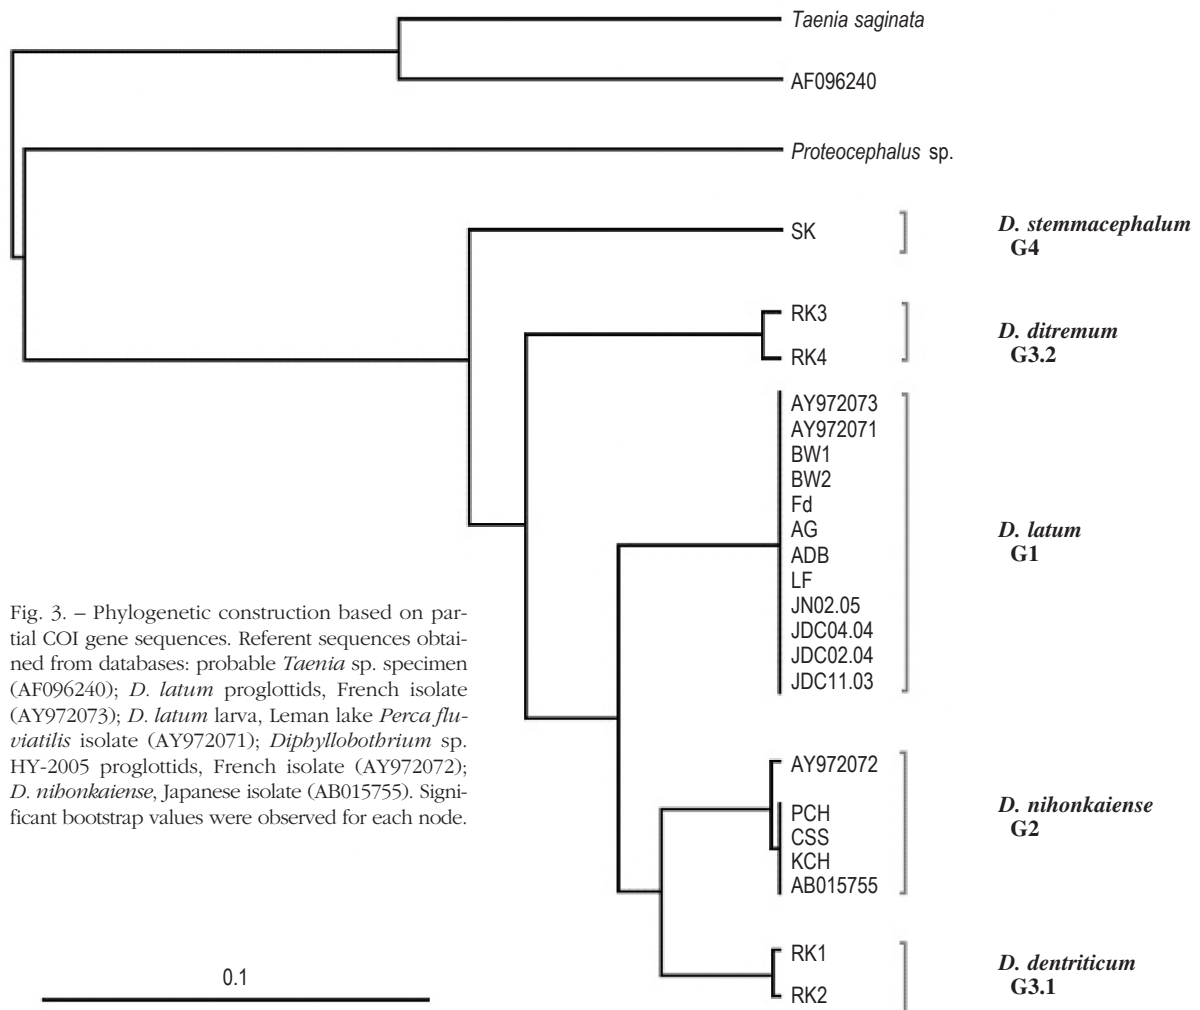 Taenia saginata
AF096240
Proteocephalus sp.
SK
D. stemmacephalum
G4
RK3
RK4
D. ditremum
G3.2
AY972073
AY972071
BW1
BW2
Fd
AG
ADB
LF
JN02.05
JDC04.04
JDC02.04
JDC11.03
D. latum
G1
Fig. 3. – Phylogenetic construction based on par-
tial COI gene sequences. Referent sequences obtai-
ned from databases: probable Taenia sp. specimen
(AF096240); D. latum proglottids, French isolate
(AY972073); D. latum larva, Leman lake Perca flu-
viatilis isolate (AY972071); Diphyllobothrium sp.
HY-2005 proglottids, French isolate (AY972072);
D. nihonkaiense, Japanese isolate (AB015755). Signi-
ficant bootstrap values were observed for each node.
AY972072
PCH
CSS
KCH
AB015755
D. nihonkaiense
G2
RK1
RK2
D. dentriticum
G3.1
0.1